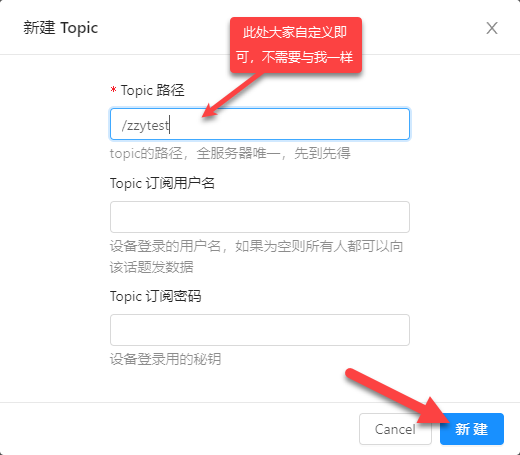 新建 Topic
此处大家自定义即
可，不需要与我一样
* Topic 路径
/zzytest
topic的路径，全服务器唯一，先到先得
Topic 订阅用户名
设备登录的用户名，如果为空则所有人都可以向
该话题发数据
Topic 订阅密码
设备登录用的秘钥
Cancel
新 建